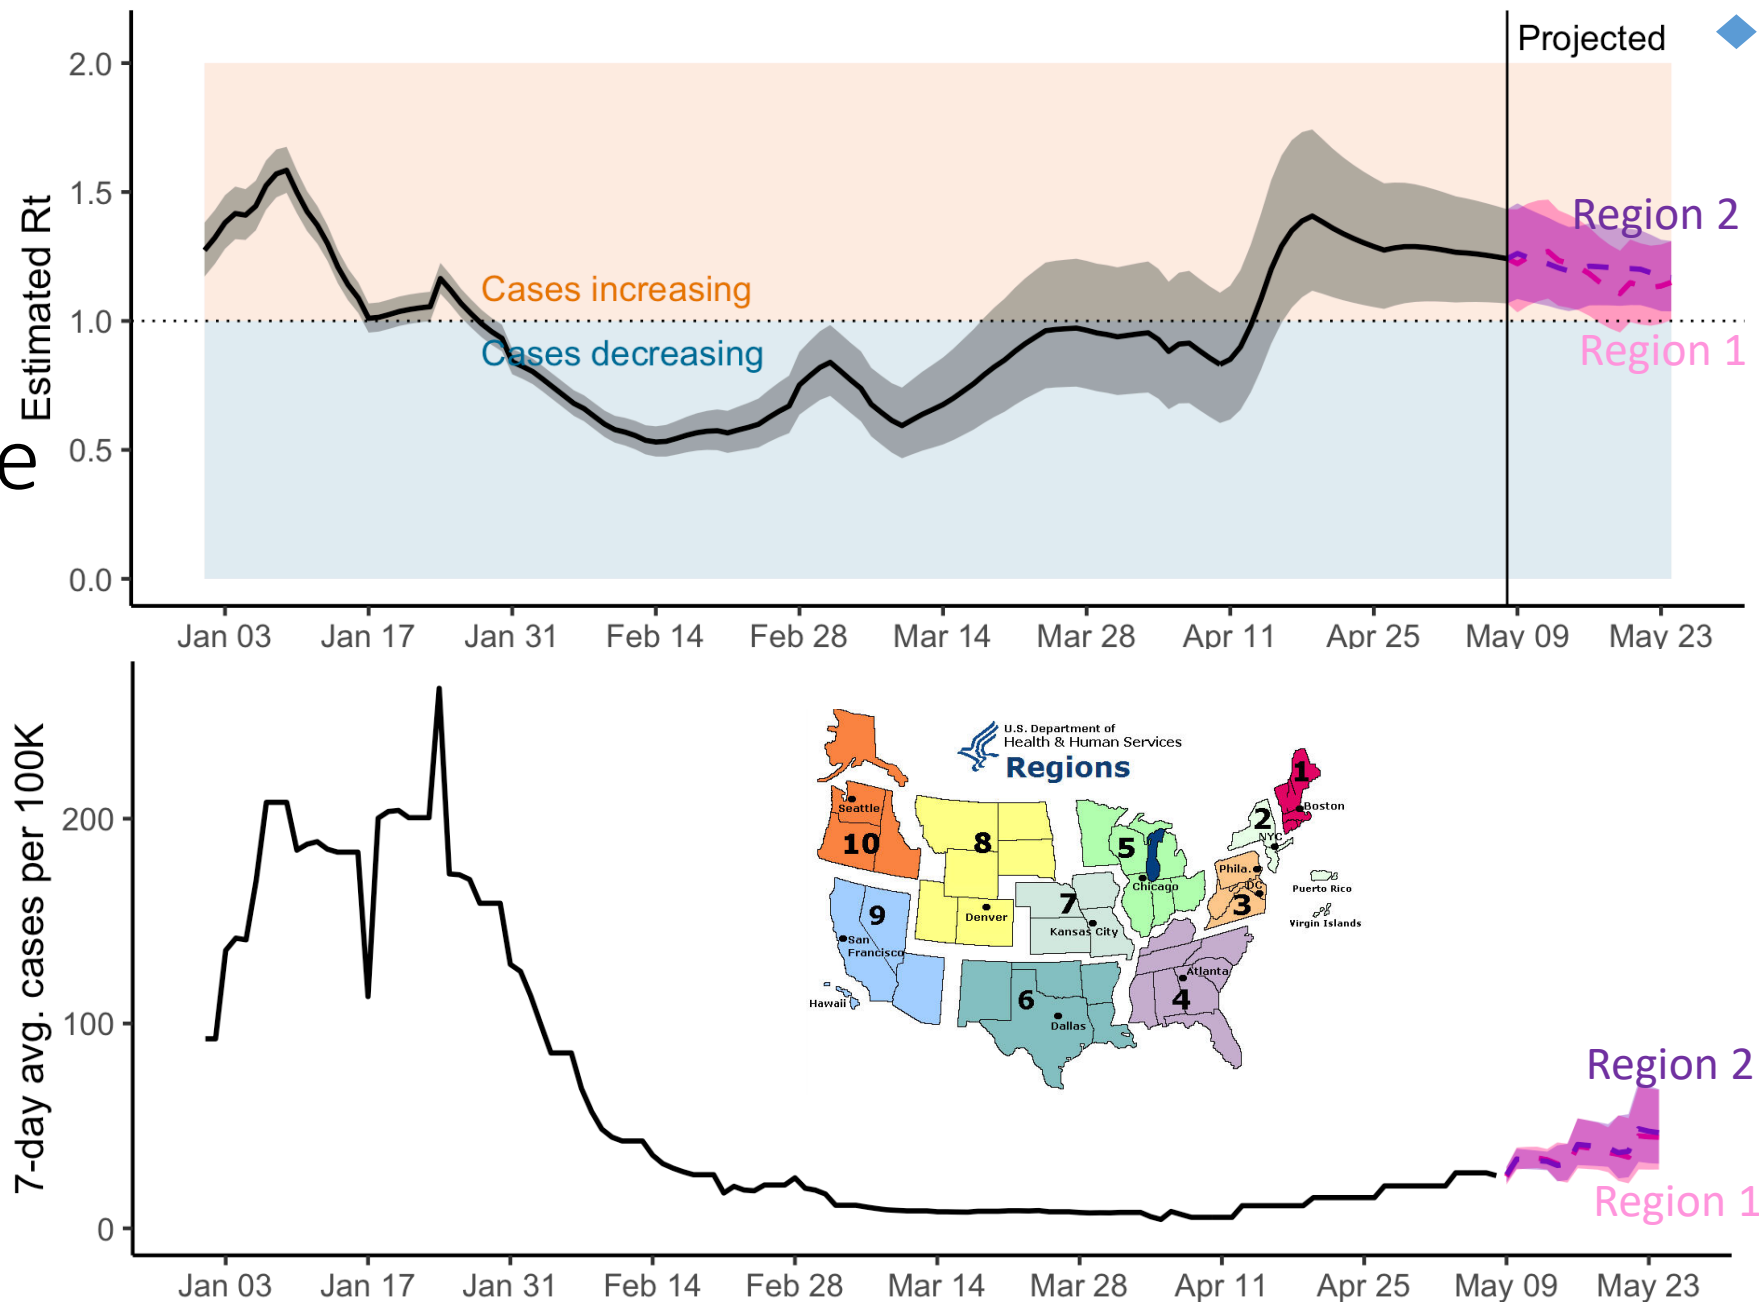 Projected
2.0
1.5
1.0
0.5
0.0
Estimated Rt
e
Cases increasing
Cases decreasing
Region 2
Region 1
Jan 03 Jan 17 Jan 31 Feb 14 Feb 28 Mar 14 Mar 28 Apr 11 Apr 25 May 09 May 23
7-day avg. cases per 100K
200
100
0
U.S. Department of
Health & Human Services
Regions
1
Boston
2
NYC
Seattle
10
8
5
Chicago
Phila.
DC
3
Puerto Rico
Virgin Islands
9
San
Francisco
Denver
7
Kansas City
Hawaii
6
Dallas
Atlanta
4
Region 2
Region 1
Jan 03 Jan 17 Jan 31 Feb 14 Feb 28 Mar 14 Mar 28 Apr 11 Apr 25 May 09 May 23